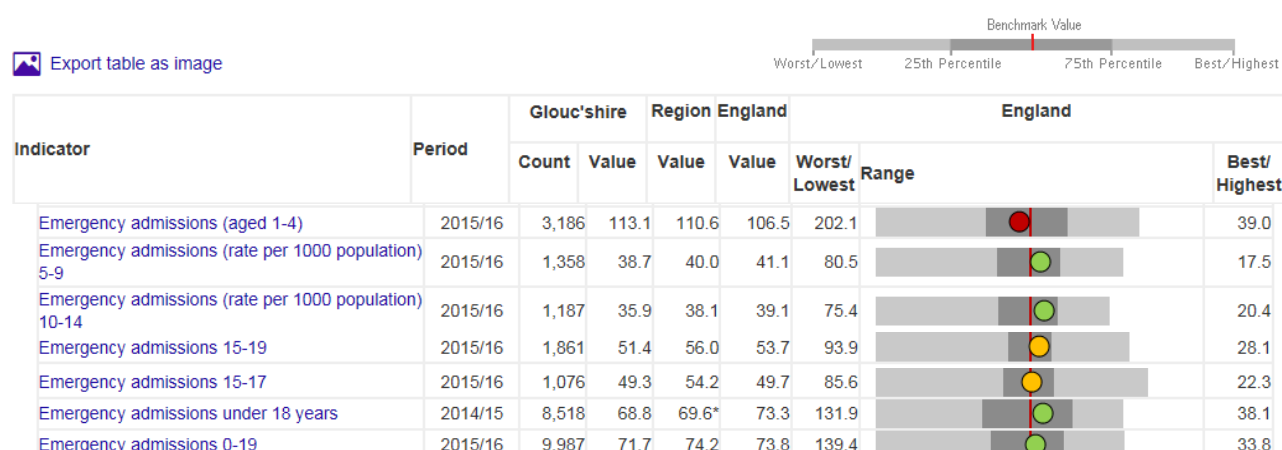 Benchmark Value
Export table as image
Worst/Lowest 25th Percentile 75th Percentile Best/Highest
Indicator Period Glouc'shire Region England England
Count Value Value Value Worst/Lowest Range Best/Highest
Emergency admissions (aged 1-4) 2015/16 3,186 113.1 110.6 106.5 202.1 39.0
Emergency admissions (rate per 1000 population)
5-9 2015/16 1,358 38.7 40.0 41.1 80.5 17.5
Emergency admissions (rate per 1000 population)
10-14 2015/16 1,187 35.9 38.1 39.1 75.4 20.4
Emergency admissions 15-19 2015/16 1,861 51.4 56.0 53.7 93.9 28.1
Emergency admissions 15-17 2015/16 1,076 49.3 54.2 49.7 85.6 22.3
Emergency admissions under 18 years 2014/15 8,518 68.8 69.6* 73.3 131.9 38.1
Emergency admissions 0-19 2015/16 9,987 71.7 74.2 73.8 139.4 33.8